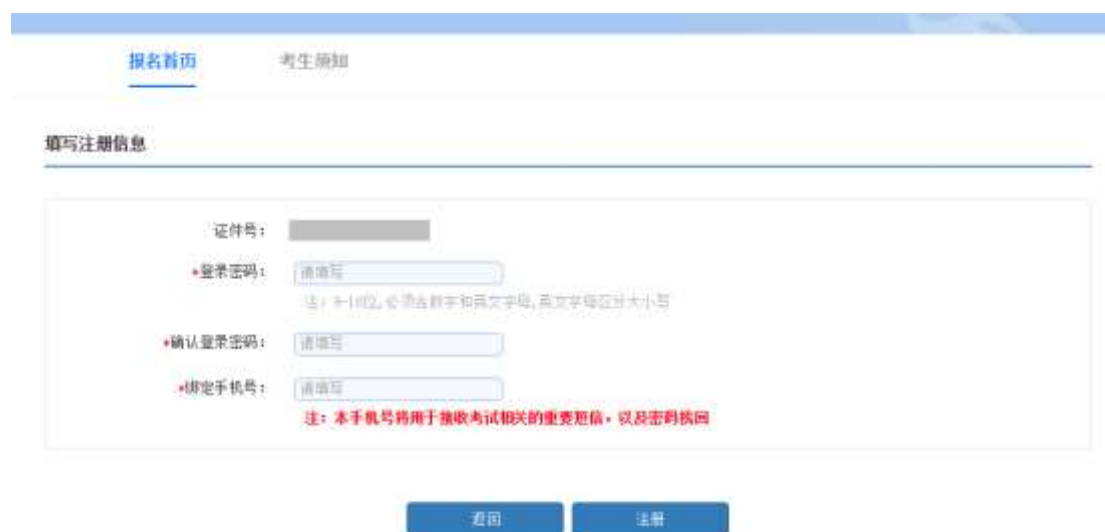 报名首页 考生须知
填写注册信息
证件号：
*登录密码： 请填写
必须含数字和英文字母,英文字母区分大小写
*确认登录密码： 请填写
*绑定手机号： 请填写
注：本手机号将用于接收考试相关的重要短信，以及密码找回
返回 注册